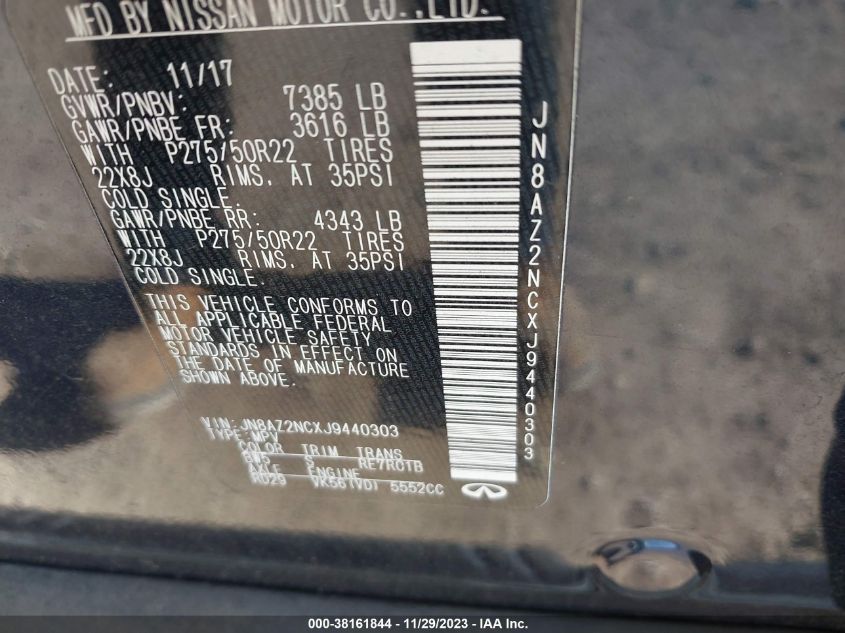 MFD BY NISSAN MOTOR CO.,LTD.
DATE: 11/17
GVWR/PNBV: 7385 LB
GAWR/PNBE FR: 3616 LB
WITH P275/50R22 TIRES
22X8J RIMS, AT 35PSI
COLD SINGLE.
GAWR/PNBE RR: 4343 LB
WITH P275/50R22 TIRES
22X8J RIMS, AT 35PSI
COLD SINGLE.
THIS VEHICLE CONFORMS TO
ALL APPLICABLE FEDERAL
MOTOR VEHICLE SAFETY
STANDARDS IN EFFECT ON
THE DATE OF MANUFACTURE
SHOWN ABOVE.
VIN: JN8AZ2NCXJ9440303
TYPE: MPV
COLOR TRIM TRANS
S
AXLE ENGINE
5552CC
JN8AZ2NCXJ9440303
000-38161844 - 11/29/2023 - IAA Inc.